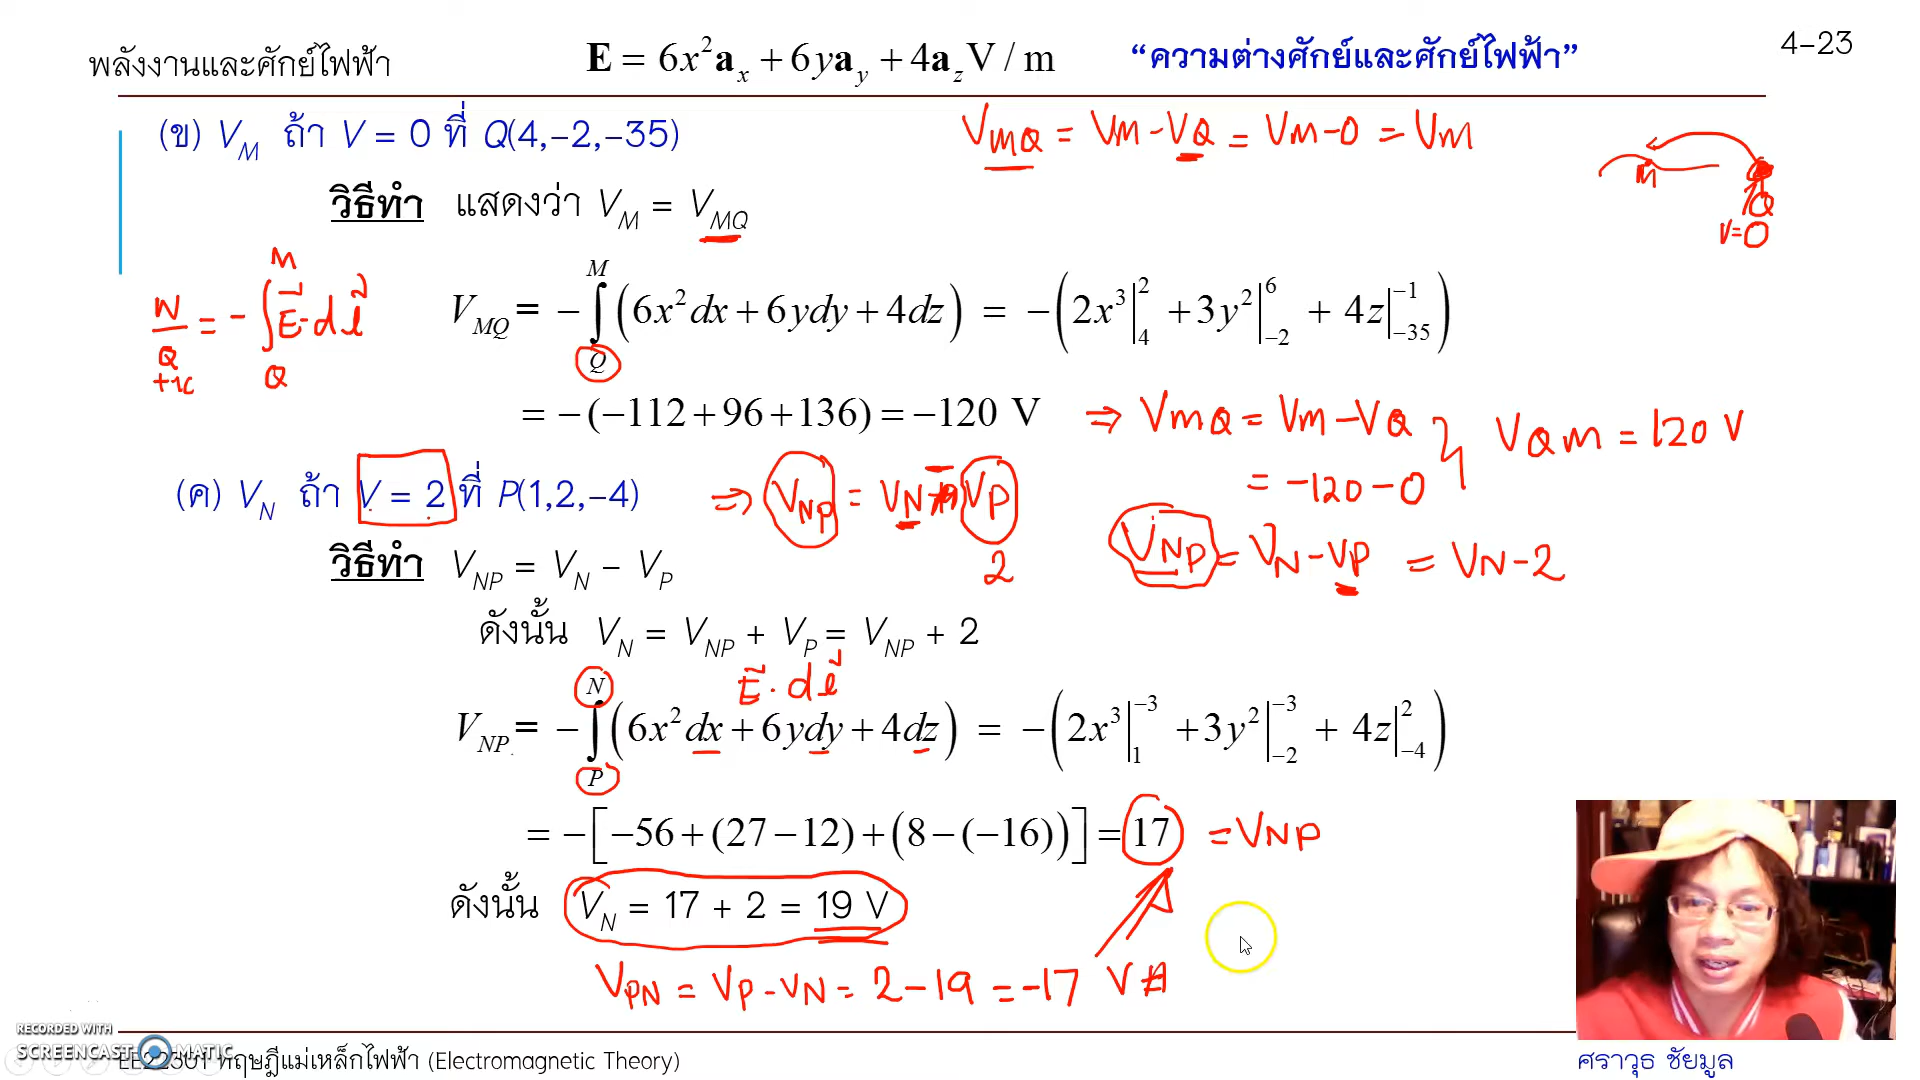 พลังงานและศักย์ไฟฟ้า E = 6x²aₓ + 6ya_y + 4a_z V / m “ความต่างศักย์และศักย์ไฟฟ้า” 4-23
(ข) V_M ถ้า V = 0 ที่ Q(4,-2,-35) V_MQ = V_M - V_Q = V_M - 0 = V_M
M Q V=0
วิธีทำ แสดงว่า V_M = V_MQ
W/Q +1C = - ∫_Q^M E⃗ · dl⃗
V_MQ = -∫_Q^M (6x²dx + 6ydy + 4dz) = -(2x³|₄² + 3y²|₋₂⁶ + 4z|₋₃₅⁻¹)
= -(-112 + 96 + 136) = -120 V ⇒ V_MQ = V_M - V_Q = -120 - 0 } V_QM = 120 V
(ค) V_N ถ้า V = 2 ที่ P(1,2,-4) ⇒ V_NP = V_N - V_P 2
V_NP = V_N - V_P = V_N - 2
วิธีทำ V_NP = V_N - V_P
ดังนั้น V_N = V_NP + V_P = V_NP + 2
E⃗ · dl⃗
V_NP = -∫_P^N (6x²dx + 6ydy + 4dz) = -(2x³|₁⁻³ + 3y²|₋₂⁻³ + 4z|₋₄²)
= -[-56 + (27 - 12) + (8 - (-16))] = 17 = V_NP
ดังนั้น V_N = 17 + 2 = 19 V
V_PN = V_P - V_N = 2 - 19 = -17 V #
RECORDED WITH
SCREENCAST MATIC
EE22301 ทฤษฎีแม่เหล็กไฟฟ้า (Electromagnetic Theory) ศราวุธ ชัยมูล